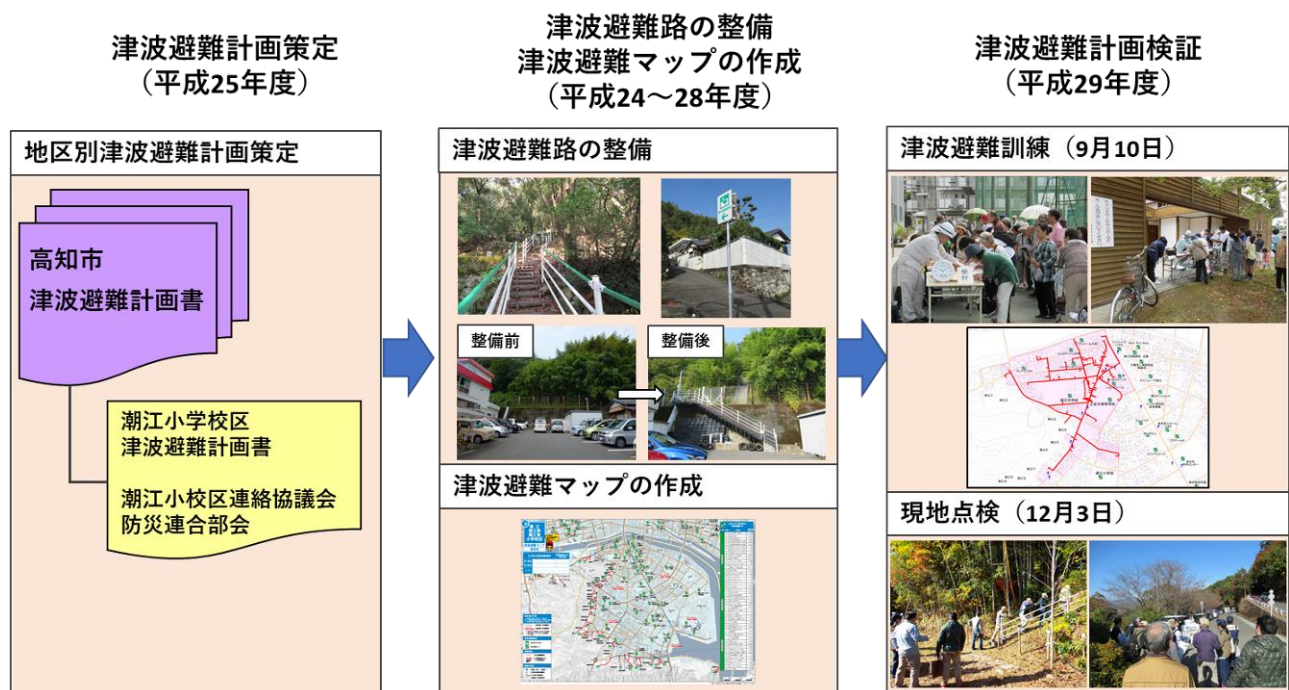 津波避難計画策定
（平成25年度）
地区別津波避難計画策定
高知市
津波避難計画書
潮江小学校区
津波避難計画書
潮江小校区連絡協議会
防災連合部会
津波避難路の整備
津波避難マップの作成
（平成24～28年度）
津波避難路の整備
整備前
整備後
津波避難マップの作成
津波避難計画検証
（平成29年度）
津波避難訓練（9月10日）
現地点検（12月3日）